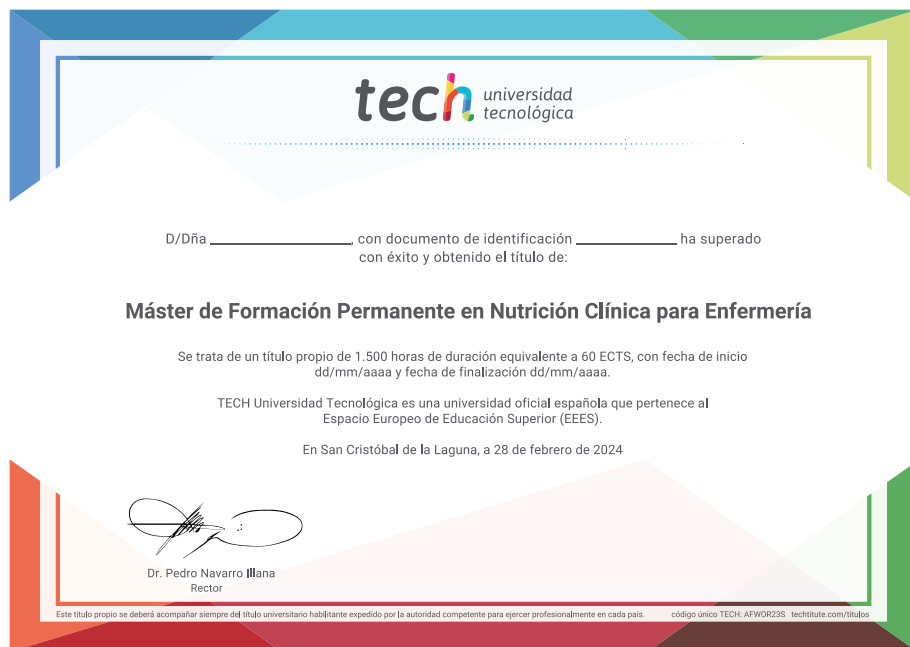 tech universidad
tecnológica
D/Dña ______________, con documento de identificación __________ ha superado
con éxito y obtenido el título de:
Máster de Formación Permanente en Nutrición Clínica para Enfermería
Se trata de un título propio de 1.500 horas de duración equivalente a 60 ECTS, con fecha de inicio
dd/mm/aaaa y fecha de finalización dd/mm/aaaa.
TECH Universidad Tecnológica es una universidad oficial española que pertenece al
Espacio Europeo de Educación Superior (EEES).
En San Cristóbal de la Laguna, a 28 de febrero de 2024
Dr. Pedro Navarro Illana
Rector
Este título propio se deberá acompañar siempre del título universitario habilitante expedido por la autoridad competente para ejercer profesionalmente en cada país. código único TECH: AFWOR23S techtitute.com/titulos